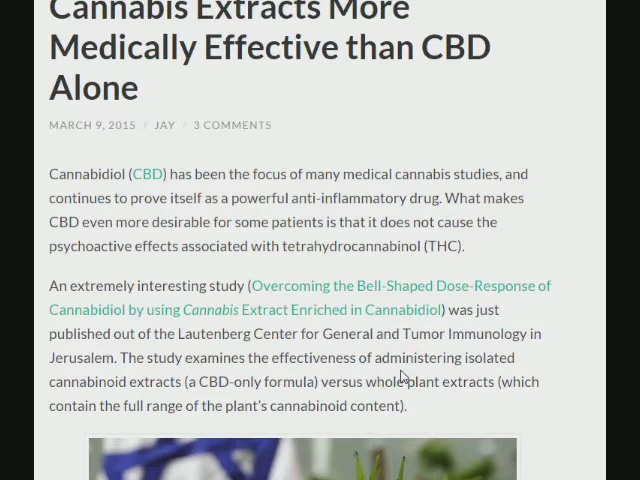 Cannabis Extracts More
Medically Effective than CBD
Alone
MARCH 9, 2015 / JAY / 3 COMMENTS
Cannabidiol (CBD) has been the focus of many medical cannabis studies, and
continues to prove itself as a powerful anti-inflammatory drug. What makes
CBD even more desirable for some patients is that it does not cause the
psychoactive effects associated with tetrahydrocannabinol (THC).
An extremely interesting study (Overcoming the Bell-Shaped Dose-Response of
Cannabidiol by using Cannabis Extract Enriched in Cannabidiol) was just
published out of the Lautenberg Center for General and Tumor Immunology in
Jerusalem. The study examines the effectiveness of administering isolated
cannabinoid extracts (a CBD-only formula) versus whole plant extracts (which
contain the full range of the plant's cannabinoid content).